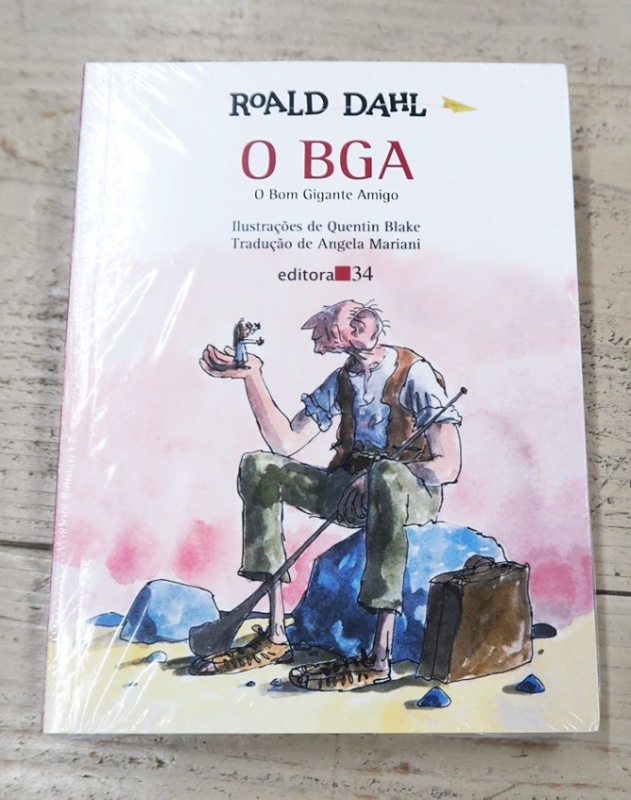 ROALD DAHL
O BGA
O Bom Gigante Amigo
Ilustrações de Quentin Blake
Tradução de Angela Mariani
editora 34